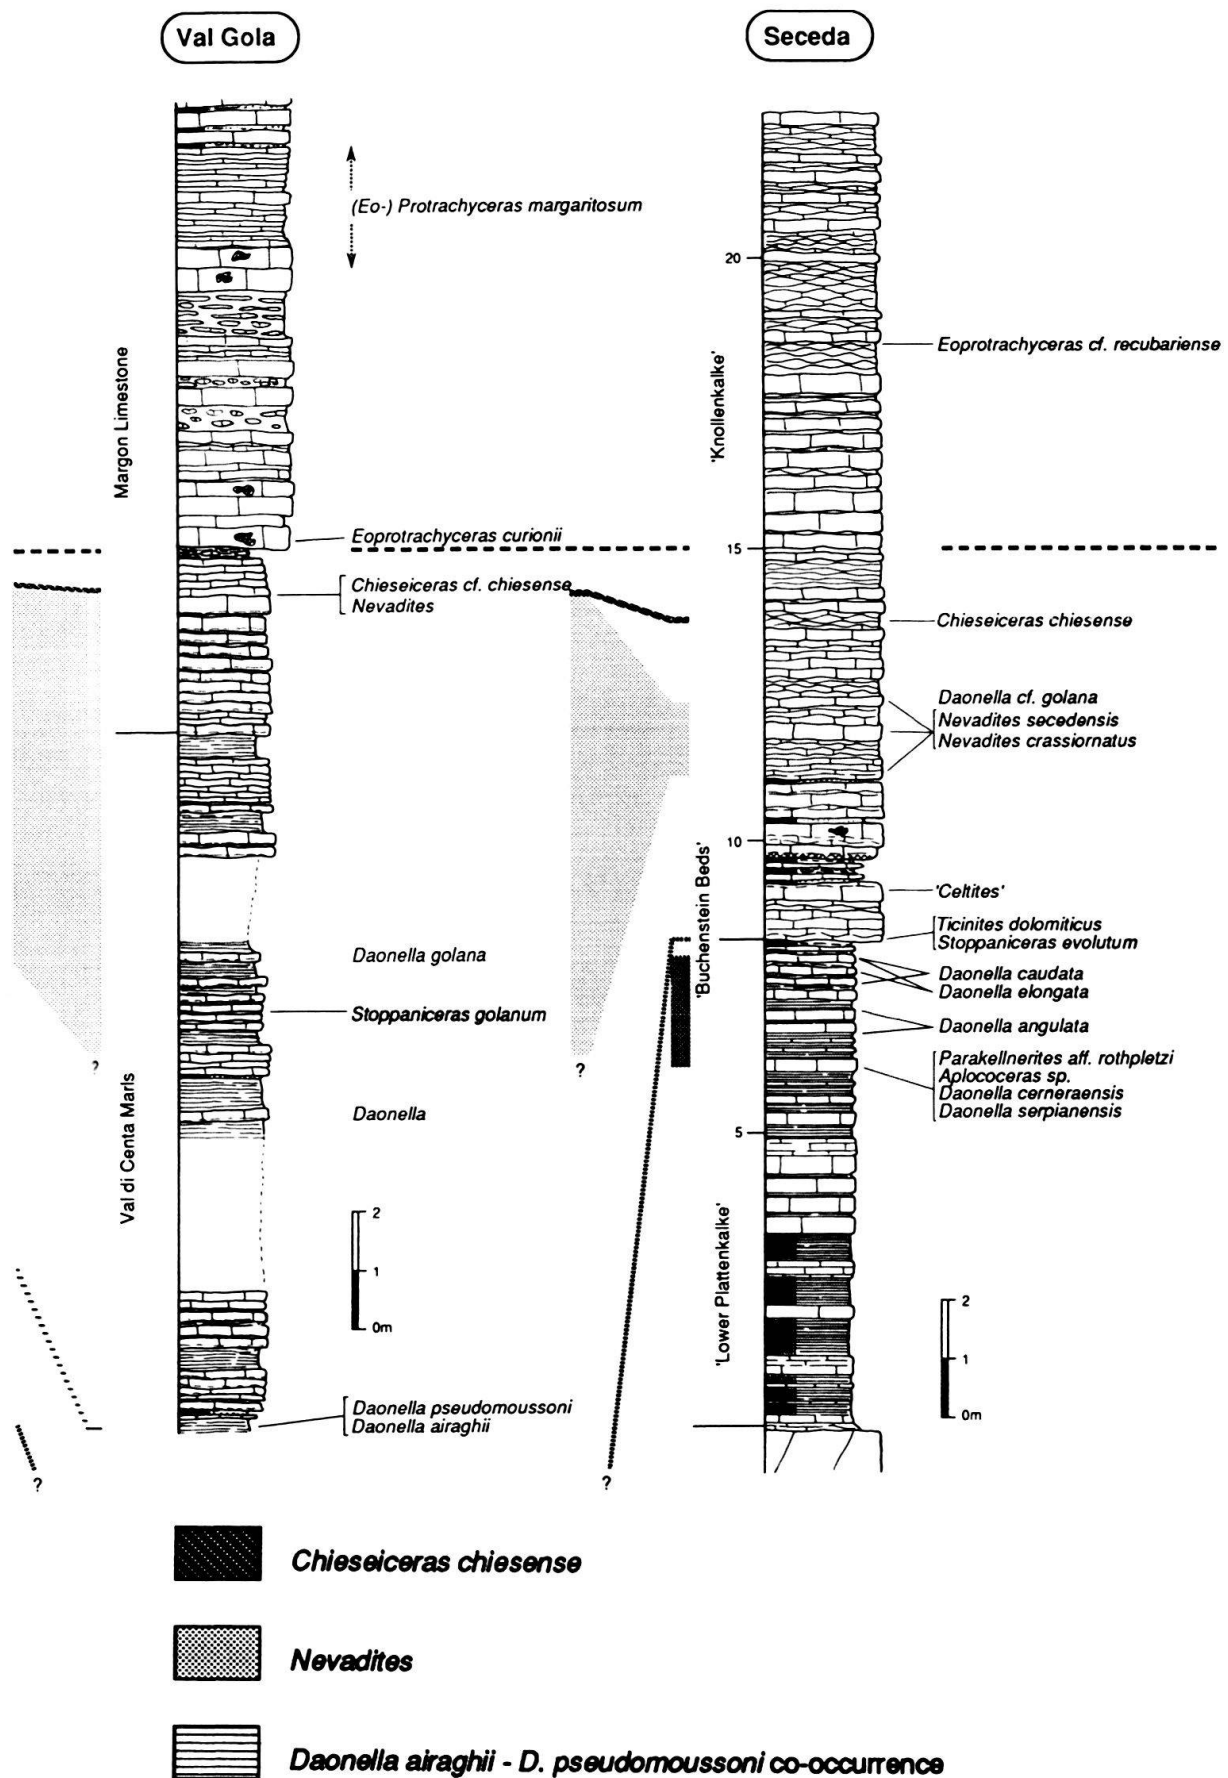 Val Gola
Seceda
(Eo-) Protrachyceras margaritosum
Margon Limestone
Eoprotrachyceras curionii
Chieseiceras cf. chiesense
Nevadites
Daonella golana
Stoppaniceras golanum
Daonella
Val di Centa Marls
2
1
0m
Daonella pseudomoussoni
Daonella airaghii
?
?
20
Eoprotrachyceras cf. recubariense
'Knollenkalke'
15
Chieseiceras chiesense
Daonella cf. golana
Nevadites secedensis
Nevadites crassiornatus
10
'Buchenstein Beds'
'Celtites'
Ticinites dolomiticus
Stoppaniceras evolutum
Daonella caudata
Daonella elongata
Daonella angulata
Parakellnerites aff. rothpletzi
Aplococeras sp.
Daonella cerneraensis
Daonella serpianensis
5
'Lower Plattenkalke'
2
1
0m
?
?
Chieseiceras chiesense
Nevadites
Daonella airaghii - D. pseudomoussoni co-occurrence